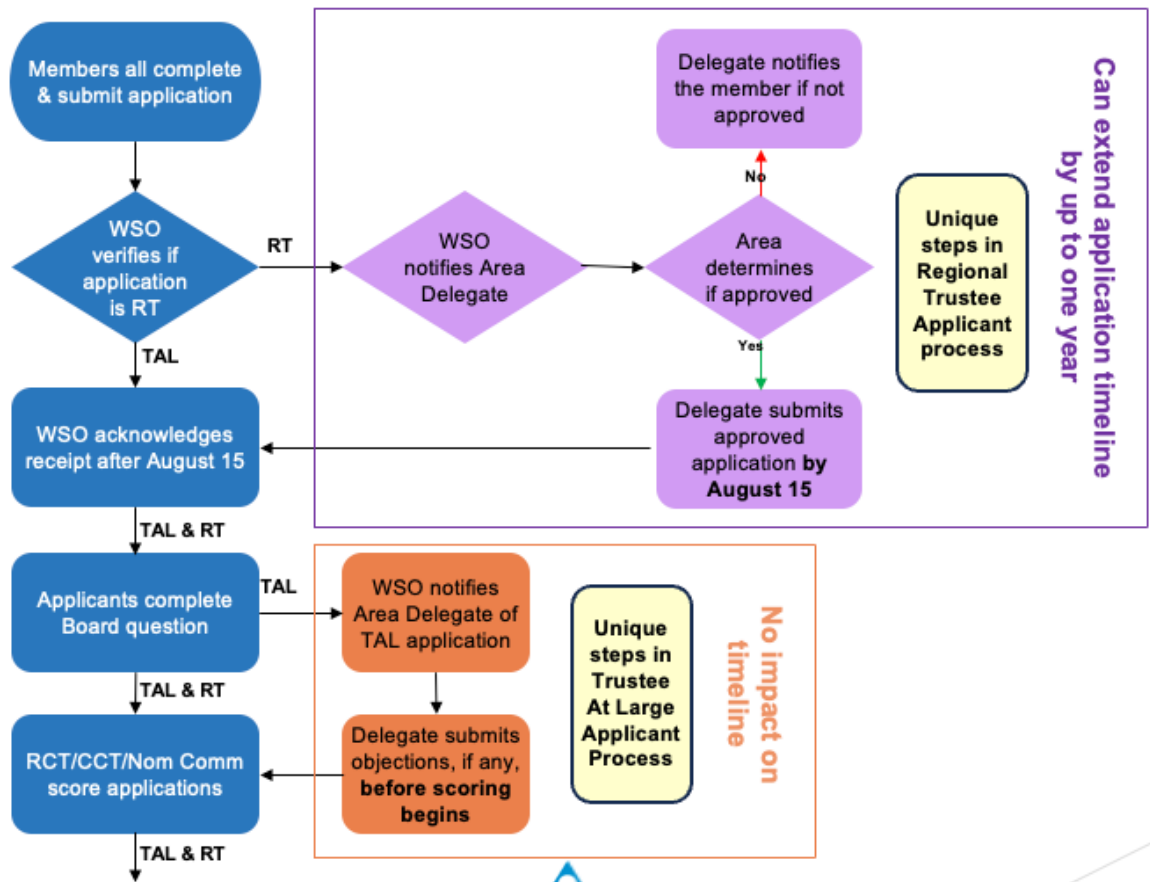 Members all complete
& submit application
WSO
verifies if
application
is RT
RT
WSO
notifies Area
Delegate
Area
determines
if approved
No
Delegate notifies
the member if not
approved
Yes
Delegate submits
approved
application by
August 15
Unique
steps in
Regional
Trustee
Applicant
process
Can extend application timeline
by up to one year
TAL
WSO acknowledges
receipt after August 15
TAL & RT
Applicants complete
Board question
TAL
WSO notifies
Area Delegate of
TAL application
Delegate submits
objections, if any,
before scoring
begins
Unique
steps in
Trustee
At Large
Applicant
Process
No impact on
timeline
TAL & RT
RCT/CCT/Nom Comm
score applications
TAL & RT